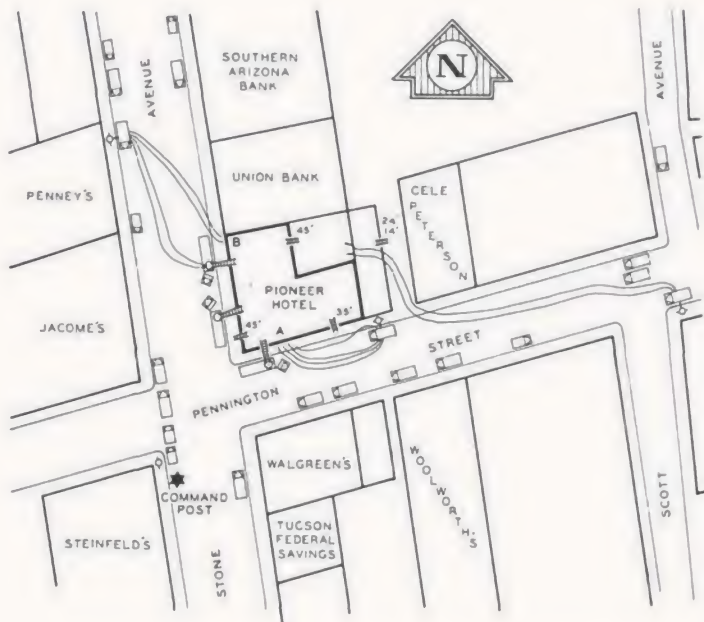 SOUTHERN
ARIZONA
BANK
N
AVENUE
AVENUE
UNION BANK
PENNEY'S
CELE
PETERSON
B
45'
24'
14'
PIONEER
HOTEL
JACOME'S
45'
A
35'
STREET
PENNINGTON
WALGREEN'S
WOOLWORTH'S
COMMAND
POST
STEINFELD'S
TUCSON
FEDERAL
SAVINGS
STONE
SCOTT